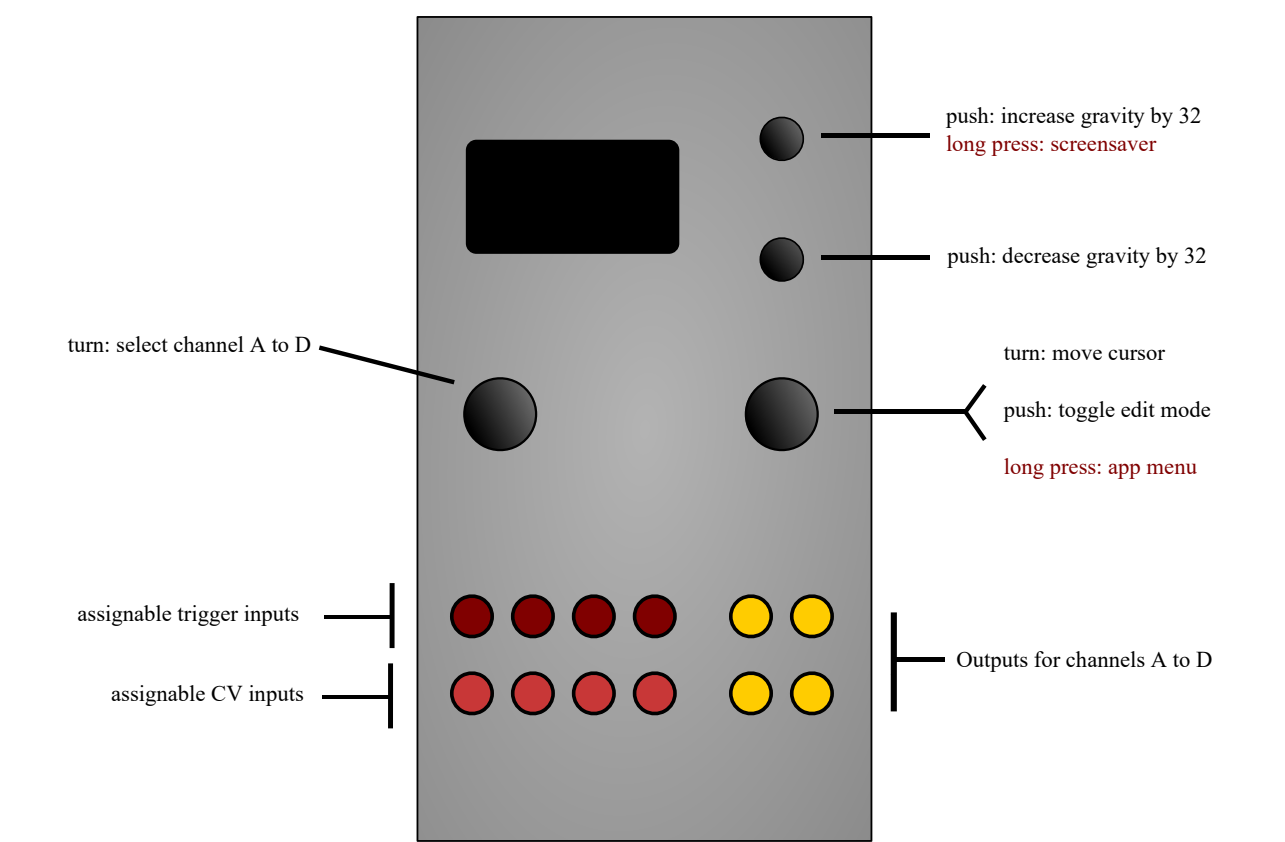 push: increase gravity by 32
long press: screensaver
push: decrease gravity by 32
turn: select channel A to D
turn: move cursor
push: toggle edit mode
long press: app menu
assignable trigger inputs
Outputs for channels A to D
assignable CV inputs